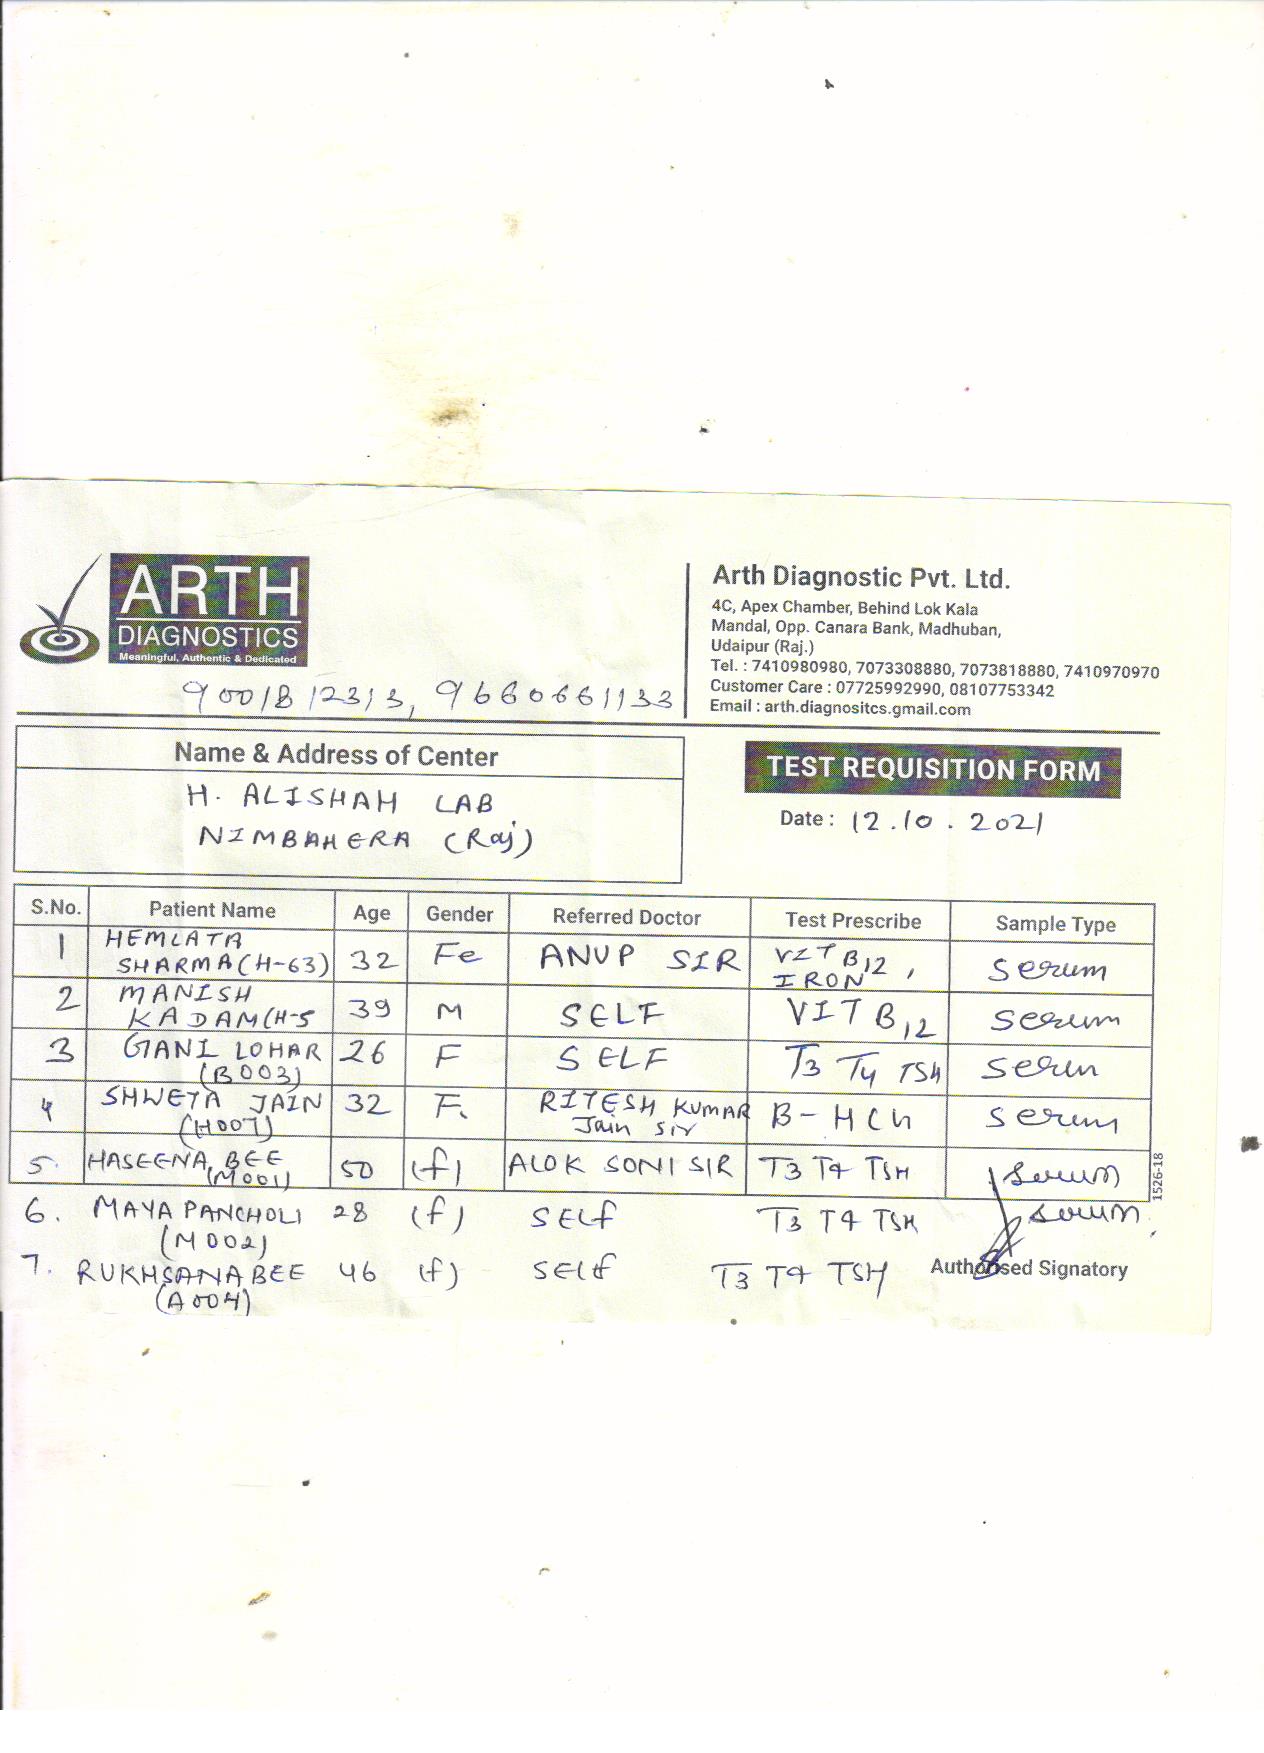 ARTH
DIAGNOSTICS
Meaningful, Authentic & Dedicated
9001812313, 9660661133
Arth Diagnostic Pvt. Ltd.
4C, Apex Chamber, Behind Lok Kala
Mandal, Opp. Canara Bank, Madhuban,
Udaipur (Raj.)
Tel. : 7410980980, 7073308880, 7073818880, 7410970970
Customer Care : 07725992990, 08107753342
Email : arth.diagnositcs.gmail.com
Name & Address of Center
H. ALISHAH LAB
NIMBAHERA (Raj)
TEST REQUISITION FORM
Date : 12.10.2021
S.No. Patient Name Age Gender Referred Doctor Test Prescribe Sample Type
1 HEMLATA SHARMA (H-63) 32 Fe ANUP SIR VIT B12, IRON serum
2 MANISH KADAM (H-5 39 M SELF VIT B12 serum
3 GANI LOHAR (B003) 26 F SELF T3 T4 TSH serum
4 SHWETA JAIN (H007) 32 F. RITESH KUMAR Jain sir B-HCG serum
5. HASEENA BEE (M001) 50 (f) ALOK SONI SIR T3 T4 TSH serum
6. MAYA PANCHOLI (M002) 28 (f) SELf T3 T4 TSH serum
7. RUKHSANA BEE (A004) 46 (f) SELf T3 T4 TSH
Authorised Signatory
1526-18